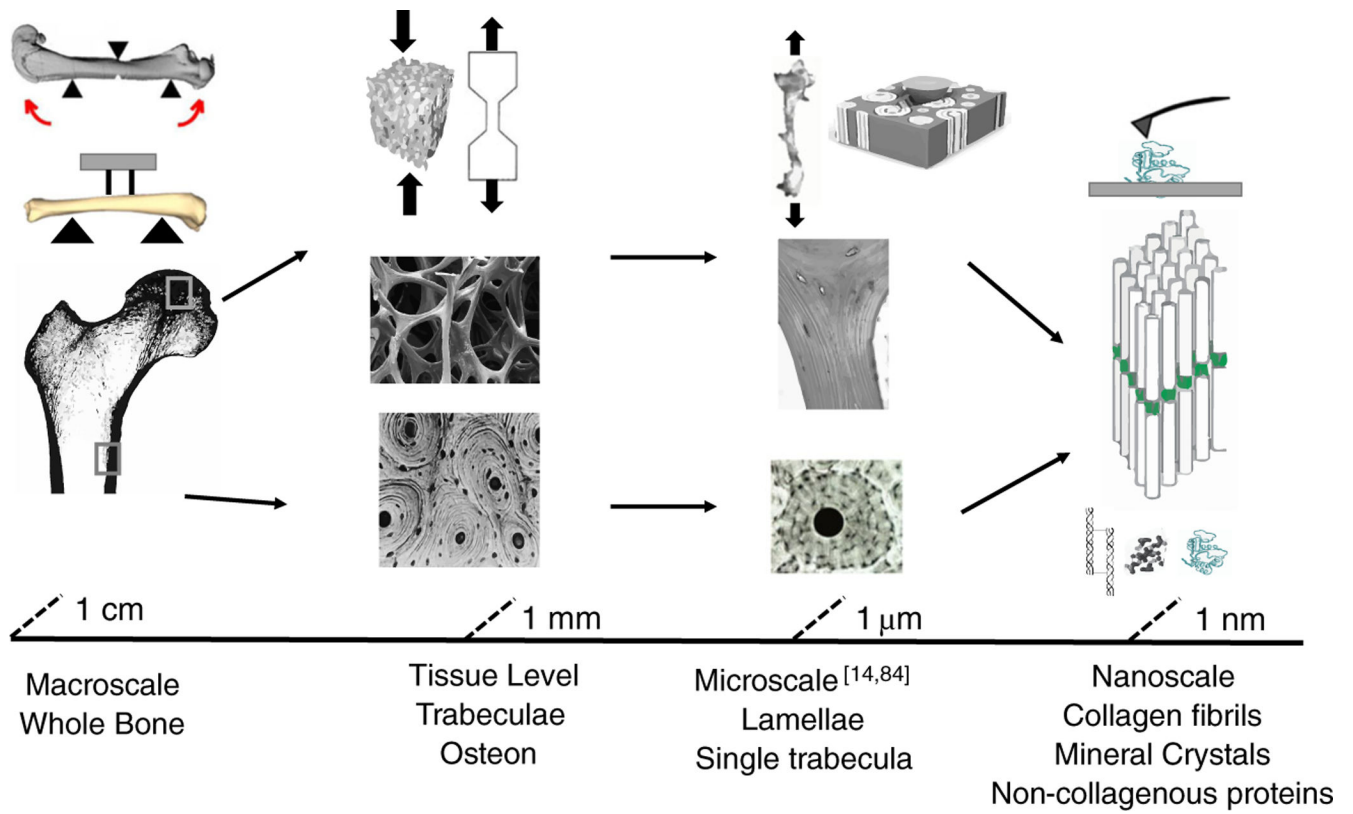 1 cm
1 mm
1 μm
1 nm
Macroscale
Whole Bone
Tissue Level
Trabeculae
Osteon
Microscale [14,84]
Lamellae
Single trabecula
Nanoscale
Collagen fibrils
Mineral Crystals
Non-collagenous proteins